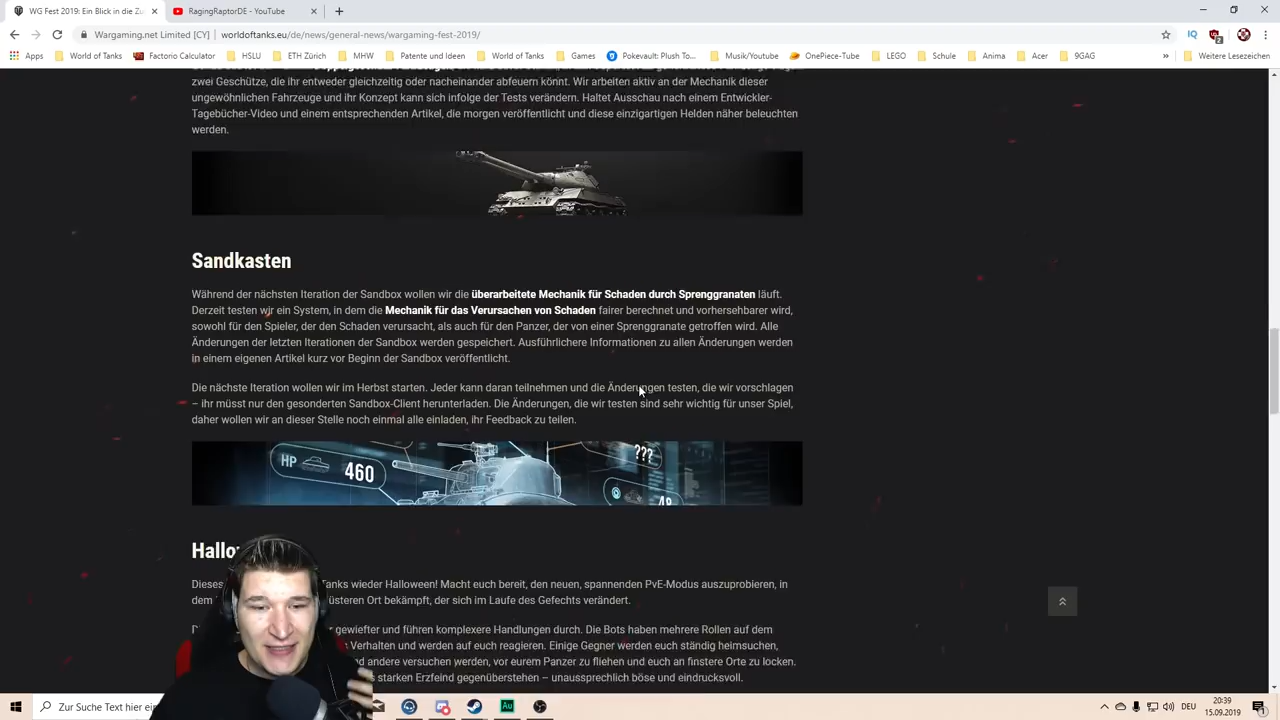 WG Fest 2019: Ein Blick in die Zu
RagingRaptorDE - YouTube
Wargaming.net Limited [CY] | worldoftanks.eu/de/news/general-news/wargaming-fest-2019/
Apps World of Tanks Factorio Calculator HSLU ETH Zürich MHW Patente und Ideen Games Pokevault: Plush To... Musik/Youtube OnePiece-Tube LEGO Schule Anima Acer 9GAG » Weitere Lesezeichen
zwei Geschütze, die ihr entweder gleichzeitig oder nacheinander abfeuern könnt. Wir arbeiten aktiv an der Mechanik dieser
ungewöhnlichen Fahrzeuge und ihr Konzept kann sich infolge der Tests verändern. Haltet Ausschau nach einem Entwickler-
Tagebücher-Video und einem entsprechenden Artikel, die morgen veröffentlicht und diese einzigartigen Helden näher beleuchten
werden.
Sandkasten
Während der nächsten Iteration der Sandbox wollen wir die überarbeitete Mechanik für Schaden durch Sprenggranaten läuft.
Derzeit testen wir ein System, in dem die Mechanik für das Verursachen von Schaden fairer berechnet und vorhersehbarer wird,
sowohl für den Spieler, der den Schaden verursacht, als auch für den Panzer, der von einer Sprenggranate getroffen wird. Alle
Änderungen der letzten Iterationen der Sandbox werden gespeichert. Ausführlichere Informationen zu allen Änderungen werden
in einem eigenen Artikel kurz vor Beginn der Sandbox veröffentlicht.
Die nächste Iteration wollen wir im Herbst starten. Jeder kann daran teilnehmen und die Änderungen testen, die wir vorschlagen
– ihr müsst nur den gesonderten Sandbox-Client herunterladen. Die Änderungen, die wir testen sind sehr wichtig für unser Spiel,
daher wollen wir an dieser Stelle noch einmal alle einladen, ihr Feedback zu teilen.
HP 460
???
48
Hallo
Dieses Tanks wieder Halloween! Macht euch bereit, den neuen, spannenden PvE-Modus auszuprobieren, in
dem düsteren Ort bekämpft, der sich im Laufe des Gefechts verändert.
gewiefter und führen komplexere Handlungen durch. Die Bots haben mehrere Rollen auf dem
Verhalten und werden auf euch reagieren. Einige Gegner werden euch ständig heimsuchen,
nd andere versuchen werden, vor eurem Panzer zu fliehen und euch an finstere Orte zu locken.
s starken Erzfeind gegenüberstehen – unaussprechlich böse und eindrucksvoll.
Zur Suche Text hier ein
DEU
20:39
15.09.2019